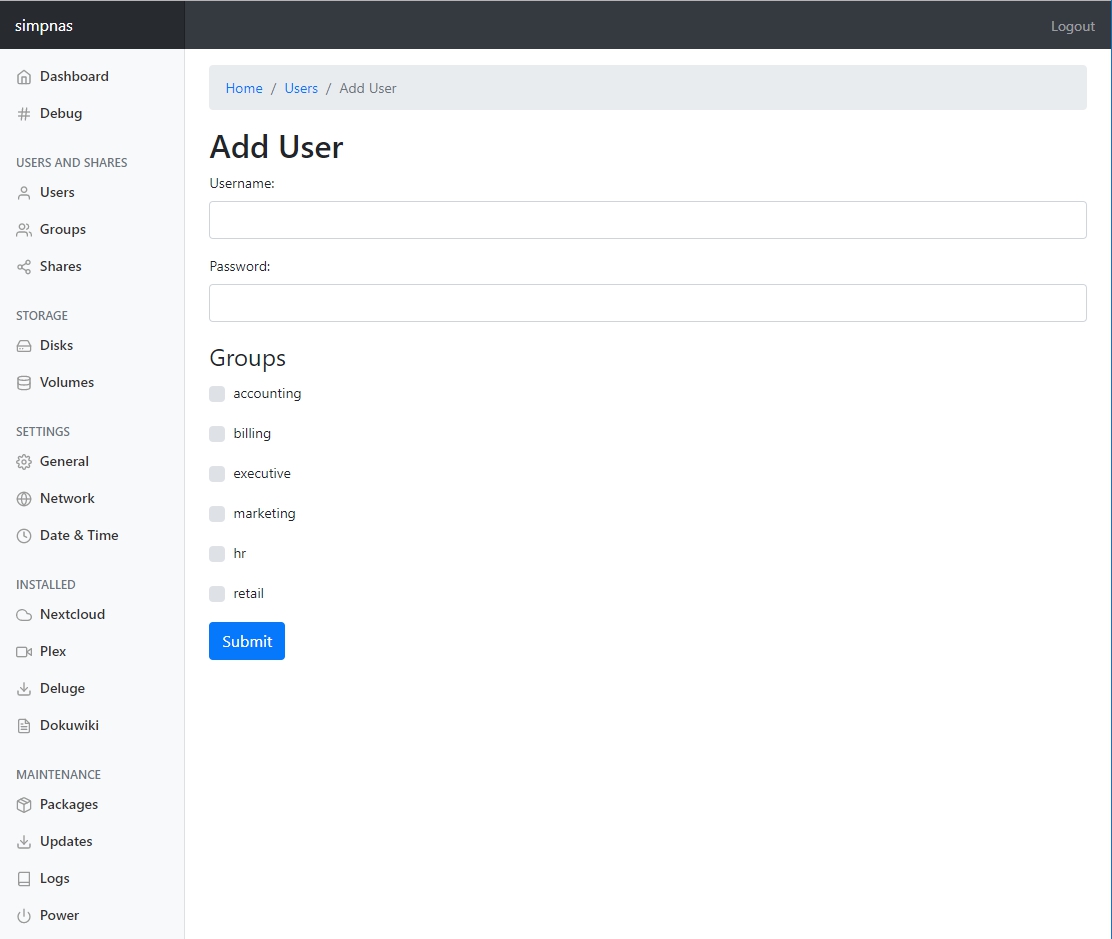 simpnas
Logout
Dashboard
Debug
USERS AND SHARES
Users
Groups
Shares
STORAGE
Disks
Volumes
SETTINGS
General
Network
Date & Time
INSTALLED
Nextcloud
Plex
Deluge
Dokuwiki
MAINTENANCE
Packages
Updates
Logs
Power
Home / Users / Add User
Add User
Username:
Password:
Groups
accounting
billing
executive
marketing
hr
retail
Submit